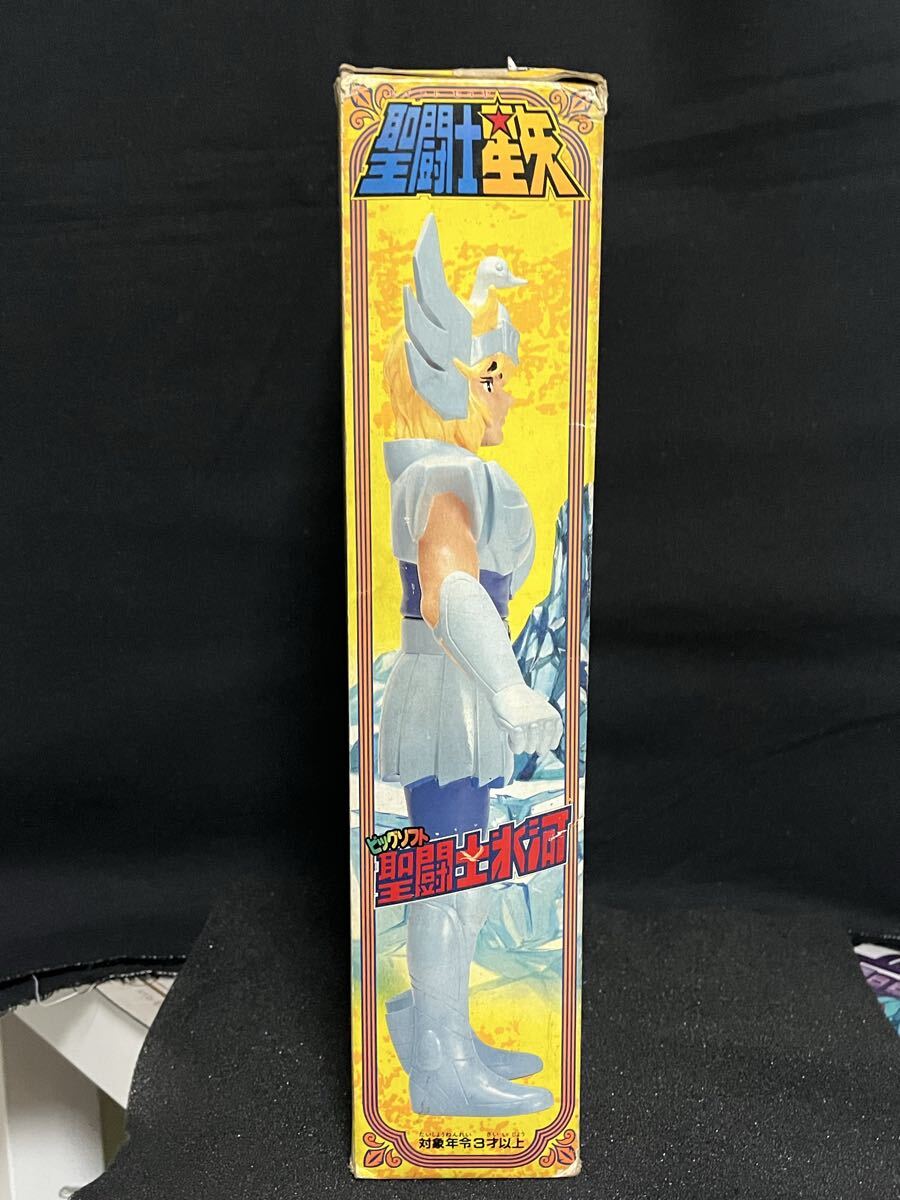 聖闘士星矢
ビッグソフト
聖闘士氷河
たいしょうねんれい さいいじょう
対象年令3才以上